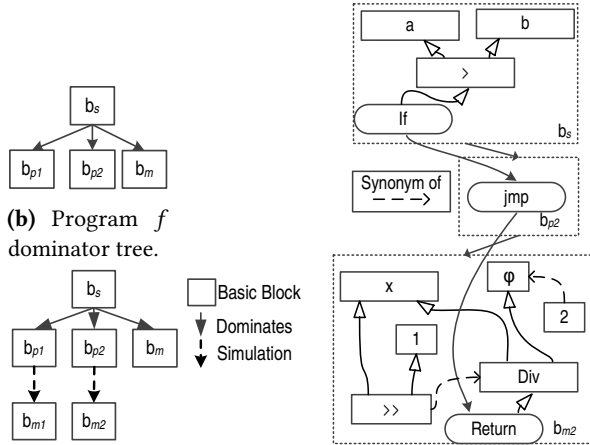 b_s
b_p1
b_p2
b_m
(b) Program f
dominator tree.
b_s
b_p1
b_p2
b_m
b_m1
b_m2
Basic Block
Dominates
Simulation
a
b
>
If
b_s
Synonym of
jmp
b_p2
x
φ
2
1
Div
>>
Return
b_m2